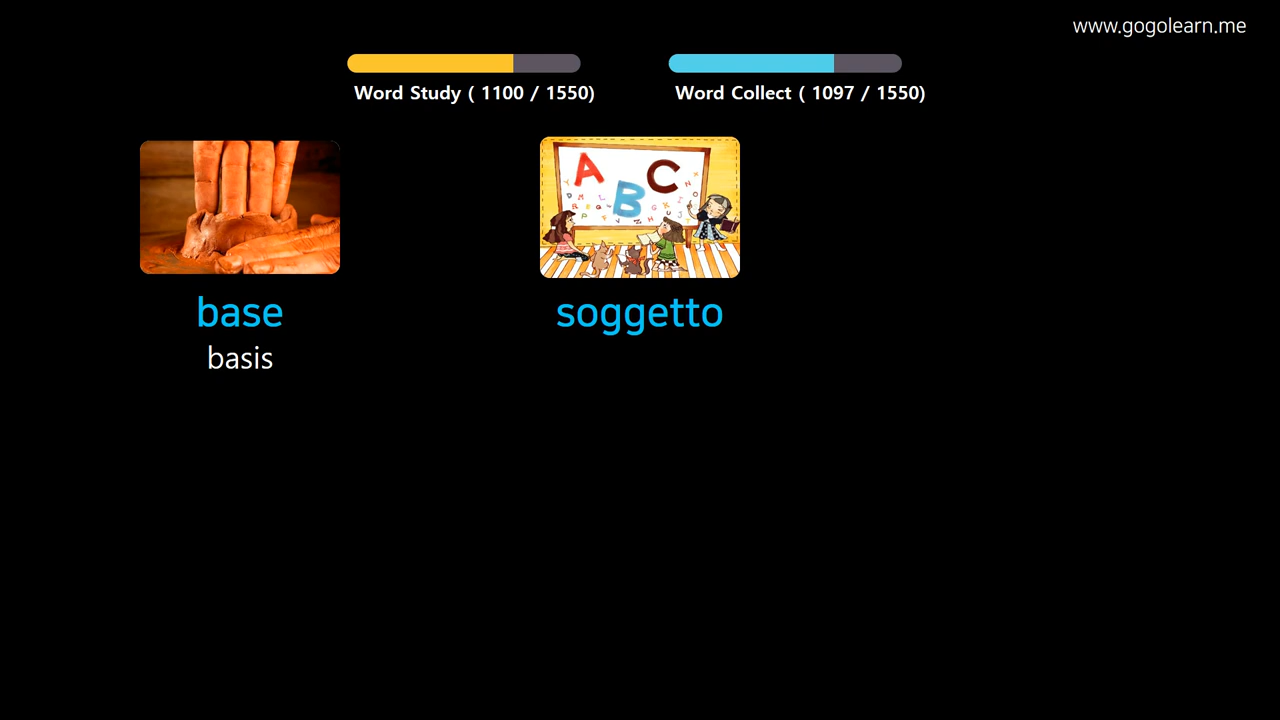 www.gogolearn.me
Word Study ( 1100 / 1550)
Word Collect ( 1097 / 1550)
A B C
base
soggetto
basis